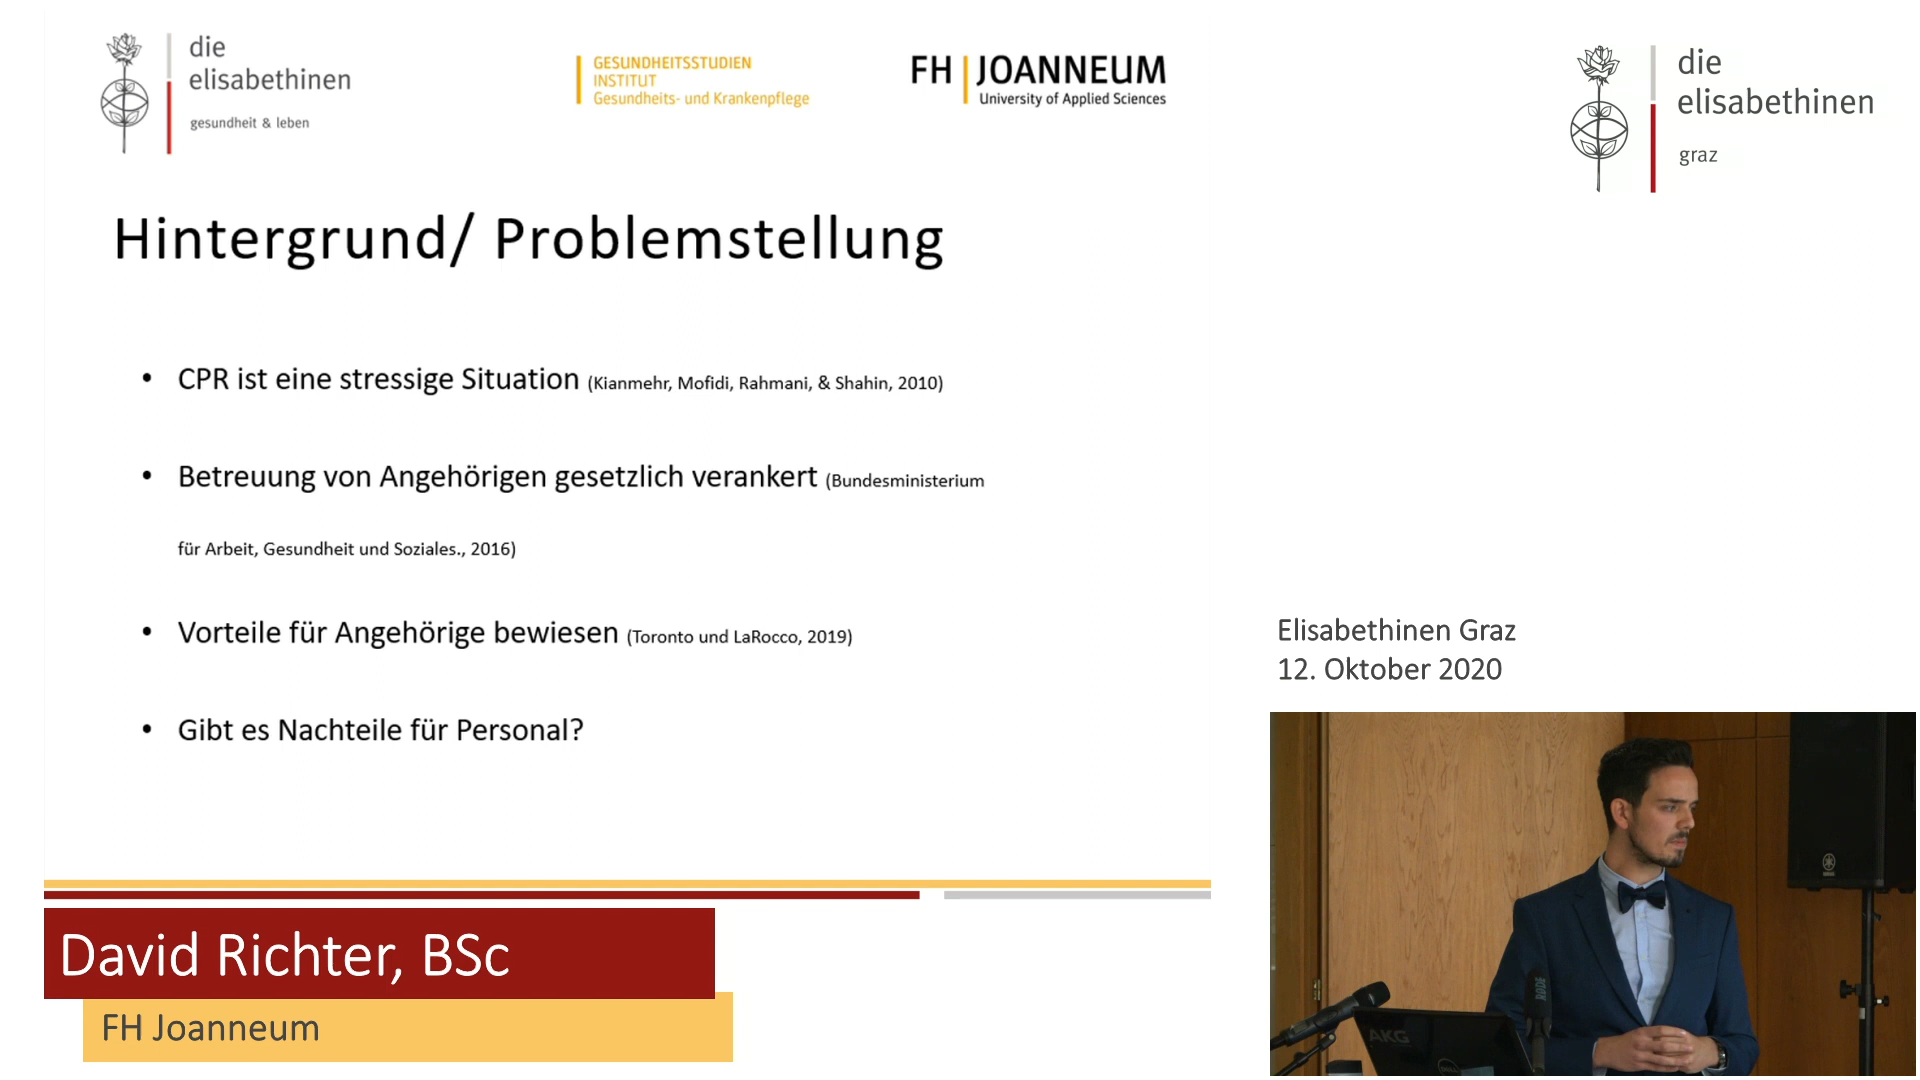 die
elisabethinen
gesundheit & leben
GESUNDHEITSSTUDIEN
INSTITUT
Gesundheits- und Krankenpflege
FH JOANNEUM
University of Applied Sciences
die
elisabethinen
graz
Hintergrund/ Problemstellung
• CPR ist eine stressige Situation (Kianmehr, Mofidi, Rahmani, & Shahin, 2010)
• Betreuung von Angehörigen gesetzlich verankert (Bundesministerium
für Arbeit, Gesundheit und Soziales., 2016)
• Vorteile für Angehörige bewiesen (Toronto und LaRocco, 2019)
• Gibt es Nachteile für Personal?
Elisabethinen Graz
12. Oktober 2020
David Richter, BSc
FH Joanneum
RØDE
AKG
DELL